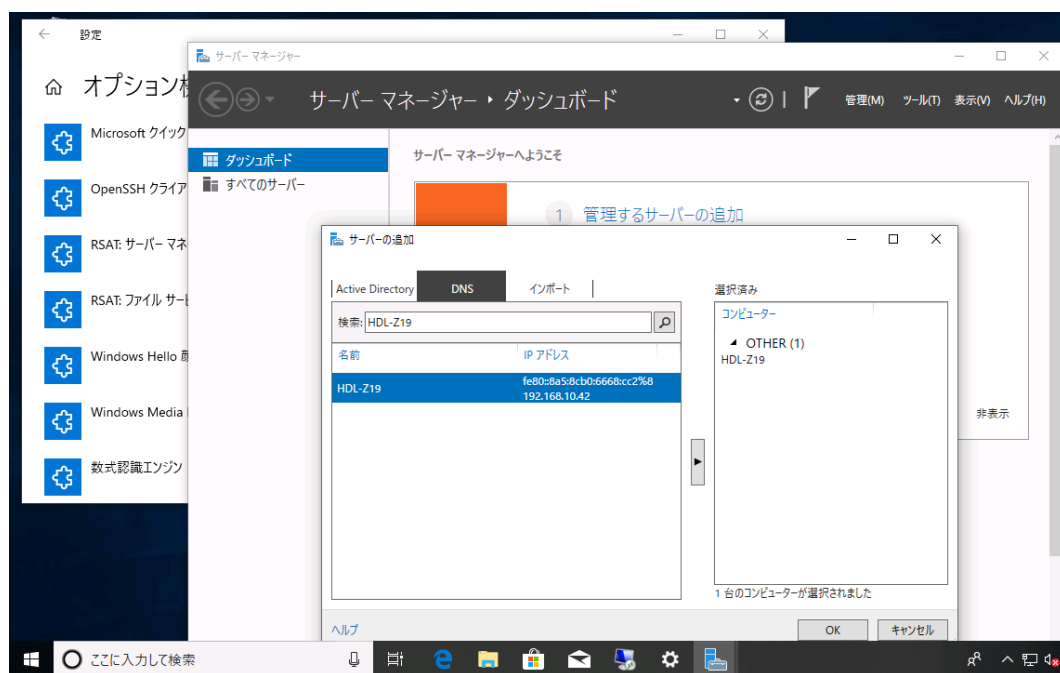 設定
オプション
Microsoft クイック
OpenSSH クライア
RSAT: サーバー マネ
RSAT: ファイル サー
Windows Hello
Windows Media
数式認識エンジン
サーバー マネージャー
サーバー マネージャー ・ ダッシュボード
管理(M) ツール(T) 表示(V) ヘルプ(H)
ダッシュボード
すべてのサーバー
サーバー マネージャーへようこそ
1 管理するサーバーの追加
非表示
サーバーの追加
Active Directory DNS インポート
検索: HDL-Z19
名前 IP アドレス
HDL-Z19 fe80::8a5:8cb0:6668:cc2%8
192.168.10.42
選択済み
コンピューター
OTHER (1)
HDL-Z19
1 台のコンピューターが選択されました
ヘルプ OK キャンセル
ここに入力して検索